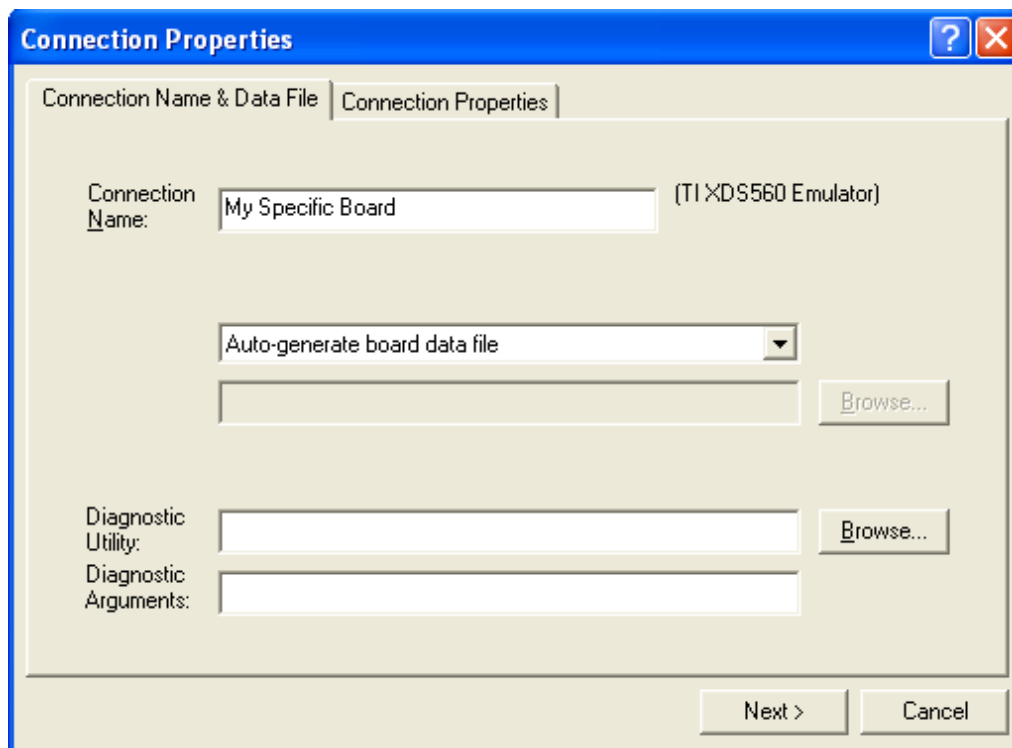 Connection Properties
Connection Name & Data File
Connection Properties
Connection
Name:
My Specific Board
(TI XDS560 Emulator)
Auto-generate board data file
Browse...
Diagnostic
Utility:
Browse...
Diagnostic
Arguments:
Next >
Cancel